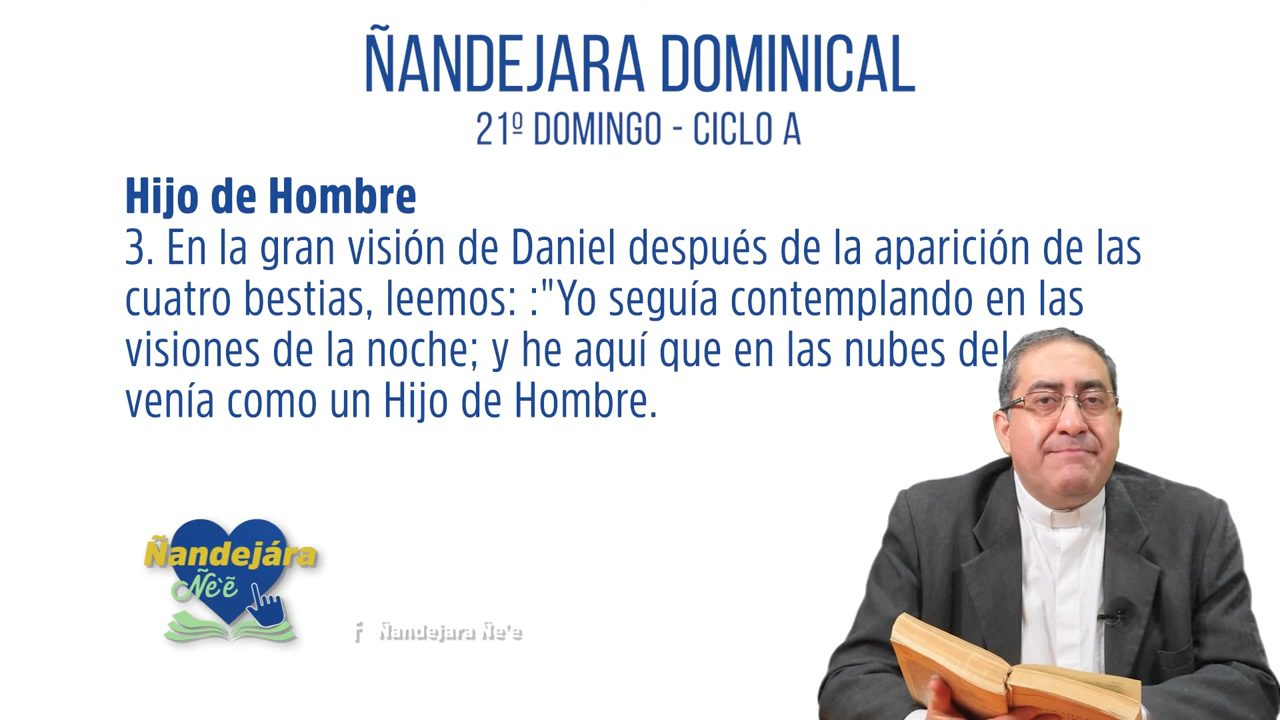 ÑANDEJARA DOMINICAL
21º DOMINGO - CICLO A
Hijo de Hombre
3. En la gran visión de Daniel después de la aparición de las
cuatro bestias, leemos: :"Yo seguía contemplando en las
visiones de la noche; y he aquí que en las nubes del
venía como un Hijo de Hombre.
Ñandejára
Ñe'ẽ
f Ñandejara Ñe'e